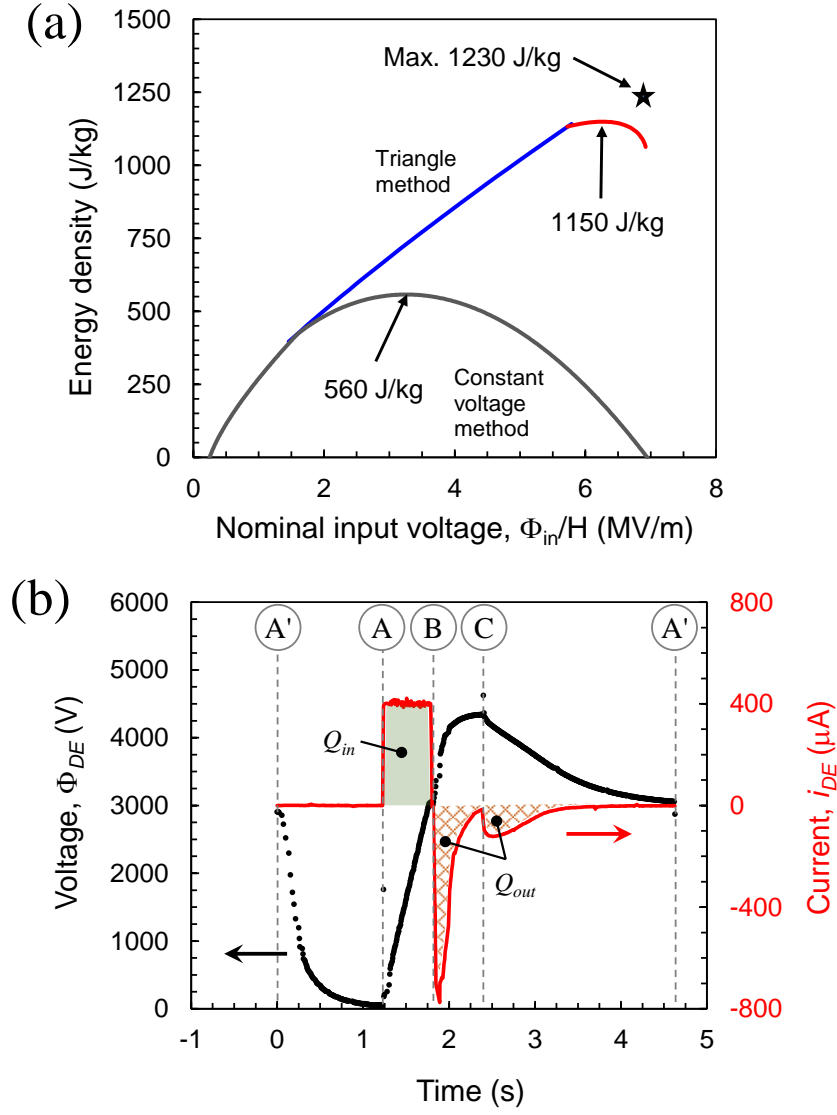 (a)
1500
1250
1000
750
500
250
0
Energy density (J/kg)
Max. 1230 J/kg
Triangle
method
1150 J/kg
560 J/kg
Constant
voltage
method
0 2 4 6 8
Nominal input voltage, Φin/H (MV/m)
(b)
6000
5000
4000
3000
2000
1000
0
Voltage, ΦDE (V)
A' A B C A'
Qin
Qout
800
400
0
-400
-800
Current, iDE (μA)
-1 0 1 2 3 4 5
Time (s)